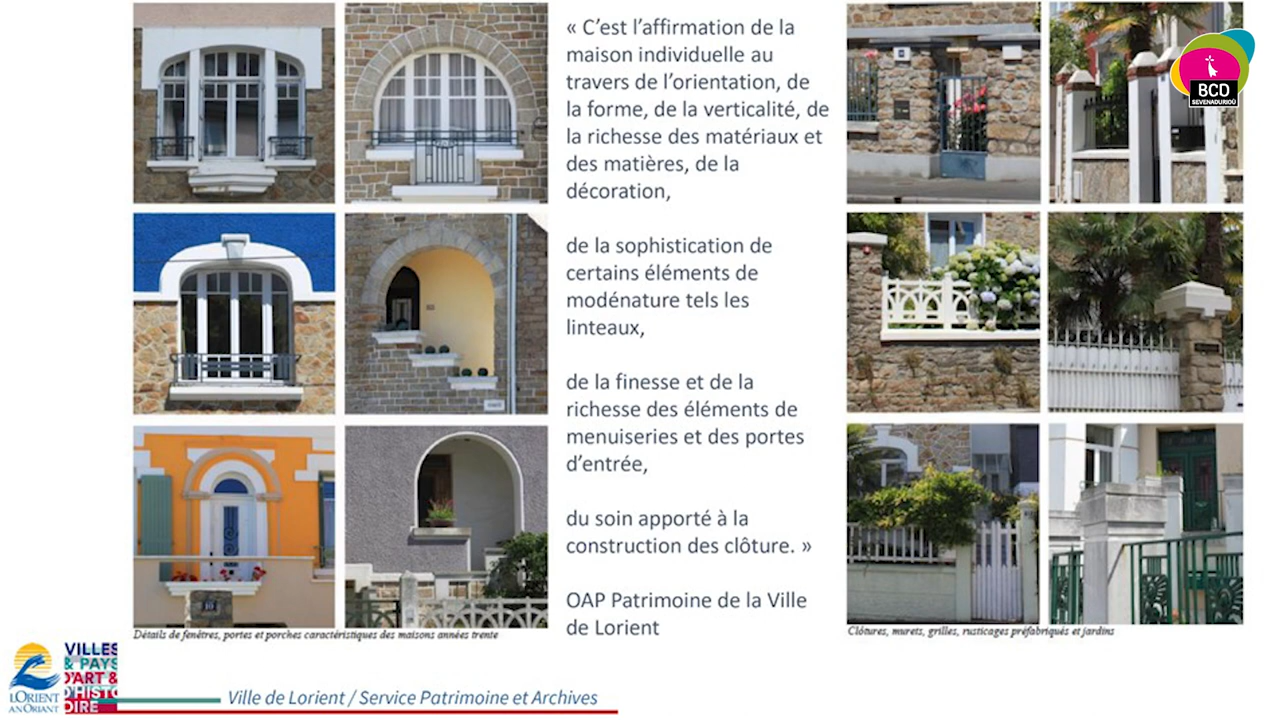 « C’est l’affirmation de la
maison individuelle au
travers de l’orientation, de
la forme, de la verticalité, de
la richesse des matériaux et
des matières, de la
décoration,
de la sophistication de
certains éléments de
modénature tels les
linteaux,
de la finesse et de la
richesse des éléments de
menuiseries et des portes
d’entrée,
du soin apporté à la
construction des clôture. »
OAP Patrimoine de la Ville
de Lorient
Détails de fenêtres, portes et porches caractéristiques des maisons années trente
Clôtures, murets, grilles, rusticages préfabriqués et jardins
BCD
SEVENADURIOÙ
LORIENT
AN ORIANT
VILLES
& PAYS
D'ART &
D'HISTO
OIRE
Ville de Lorient / Service Patrimoine et Archives